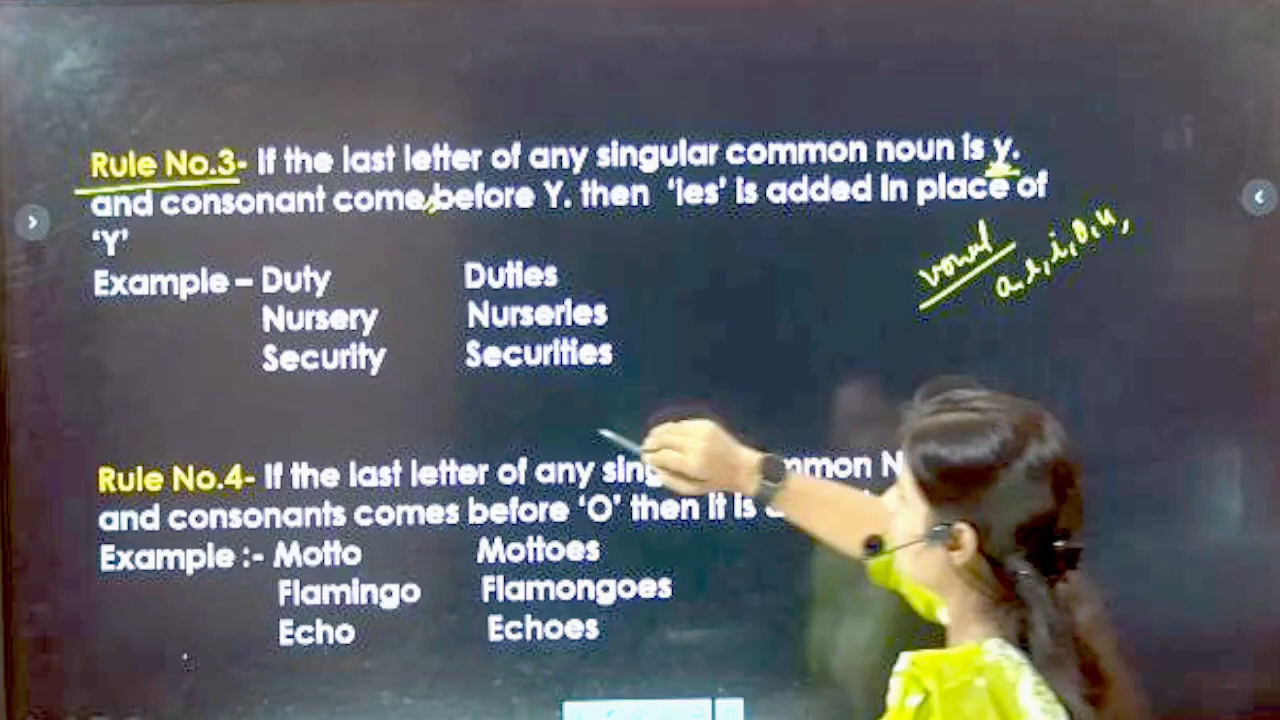 Rule No.3- If the last letter of any singular common noun is y.
and consonant come before Y. then 'ies' is added in place of
'Y'
Example – Duty Duties
Nursery Nurseries
Security Securities
vowel
a, e, i, o, u,
Rule No.4- If the last letter of any
and consonants comes before 'O' then it is
Example :- Motto Mottoes
Flamingo Flamongoes
Echo Echoes